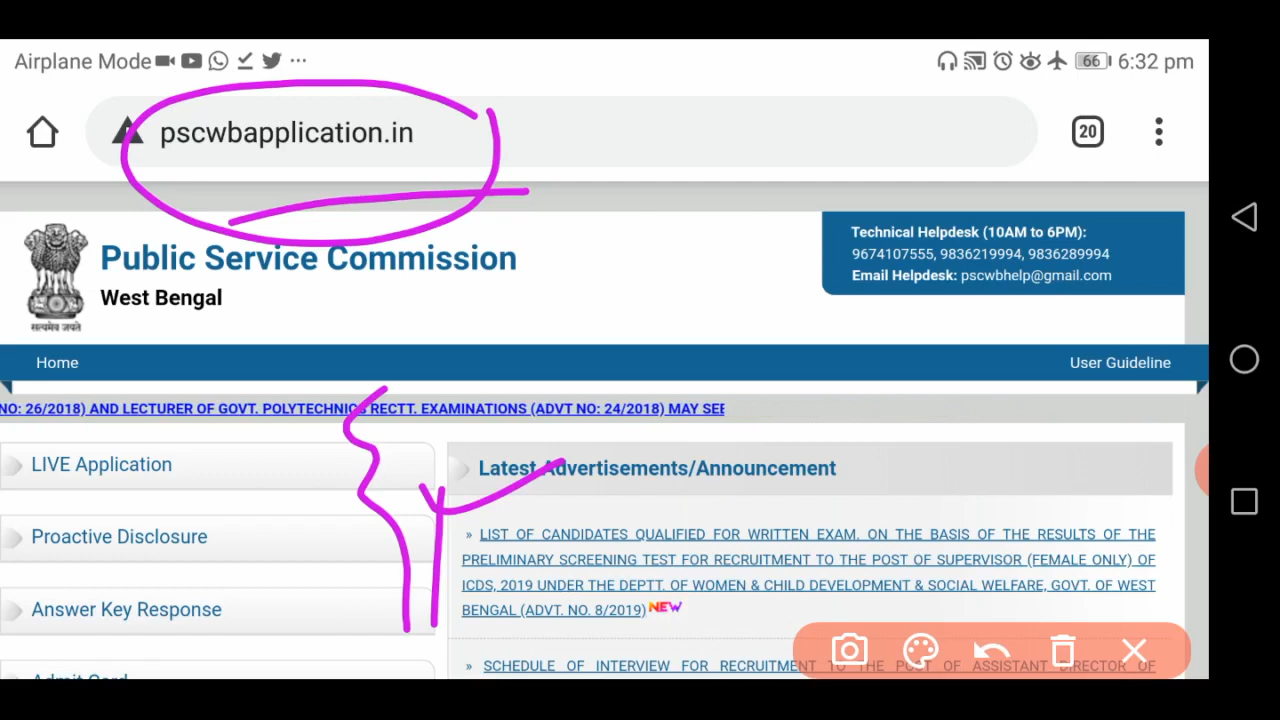 Airplane Mode ... 66 6:32 pm
pscwbapplication.in 20
Public Service Commission
West Bengal
सत्यमेव जयते
Technical Helpdesk (10AM to 6PM):
9674107555, 9836219994, 9836289994
Email Helpdesk: pscwbhelp@gmail.com
Home User Guideline
NO: 26/2018) AND LECTURER OF GOVT. POLYTECHNICS RECTT. EXAMINATIONS (ADVT NO: 24/2018) MAY SEE
LIVE Application
Proactive Disclosure
Answer Key Response
Admit Card
Latest Advertisements/Announcement
» LIST OF CANDIDATES QUALIFIED FOR WRITTEN EXAM. ON THE BASIS OF THE RESULTS OF THE
PRELIMINARY SCREENING TEST FOR RECRUITMENT TO THE POST OF SUPERVISOR (FEMALE ONLY) OF
ICDS, 2019 UNDER THE DEPTT. OF WOMEN & CHILD DEVELOPMENT & SOCIAL WELFARE, GOVT. OF WEST
BENGAL (ADVT. NO. 8/2019) NEW
» SCHEDULE OF INTERVIEW FOR RECRUITMENT TO THE POST OF ASSISTANT DIRECTOR OF